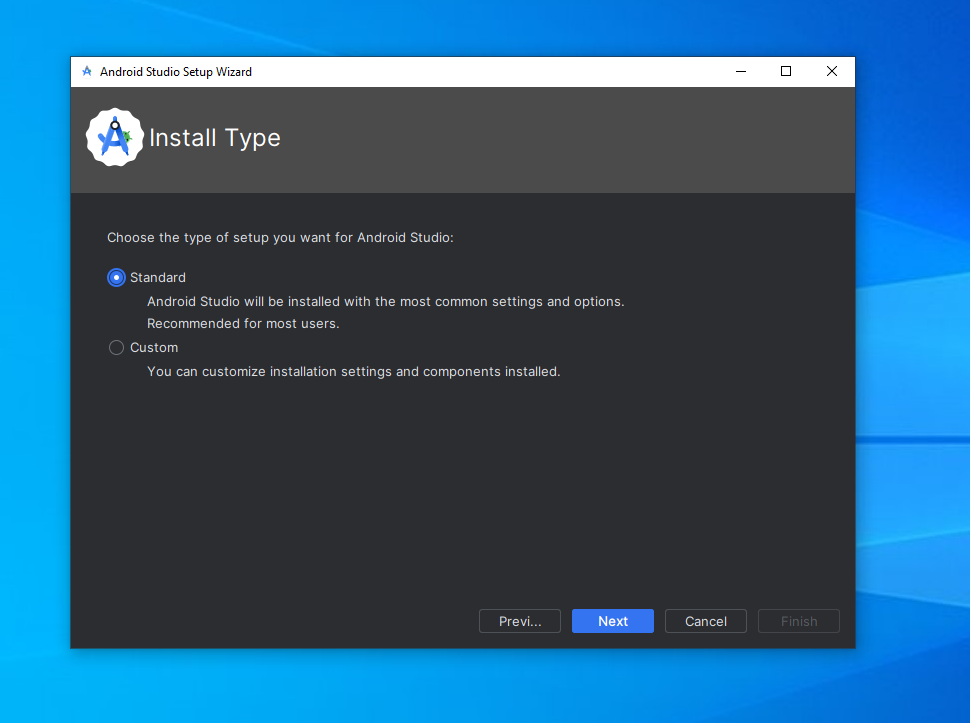 Android Studio Setup Wizard
Install Type
Choose the type of setup you want for Android Studio:
Standard
Android Studio will be installed with the most common settings and options.
Recommended for most users.
Custom
You can customize installation settings and components installed.
Previ... Next Cancel Finish